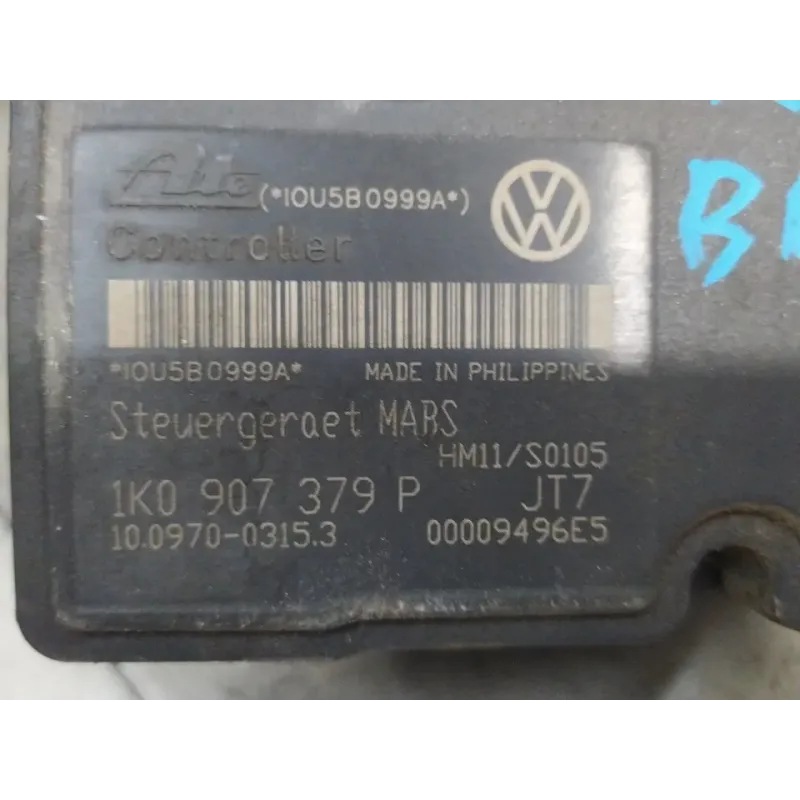 Ate (*IOU5B0999A*)
Controller
*IOU5B0999A* MADE IN PHILIPPINES
Steuergeraet MABS
HM11/S0105
1K0 907 379 P JT7
10.0970-0315.3 00009496E5